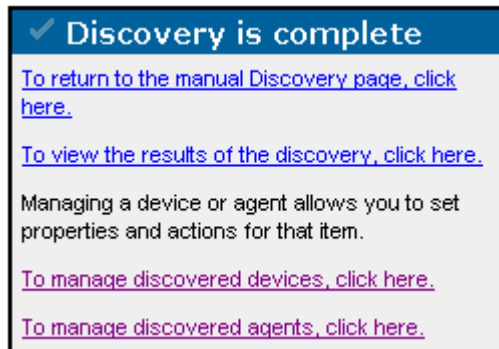 Discovery is complete
To return to the manual Discovery page, click
here.
To view the results of the discovery, click here.
Managing a device or agent allows you to set
properties and actions for that item.
To manage discovered devices, click here.
To manage discovered agents, click here.